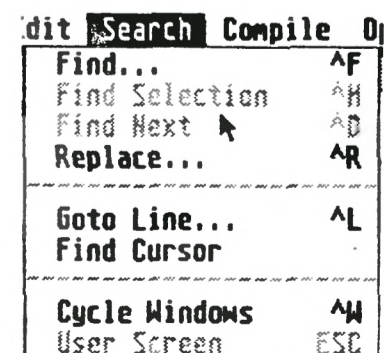 dit Search Compile O
Find... ^F
Find Selection ^H
Find Next ^D
Replace... ^R
Goto Line... ^L
Find Cursor
Cycle Windows ^W
User Screen ESC